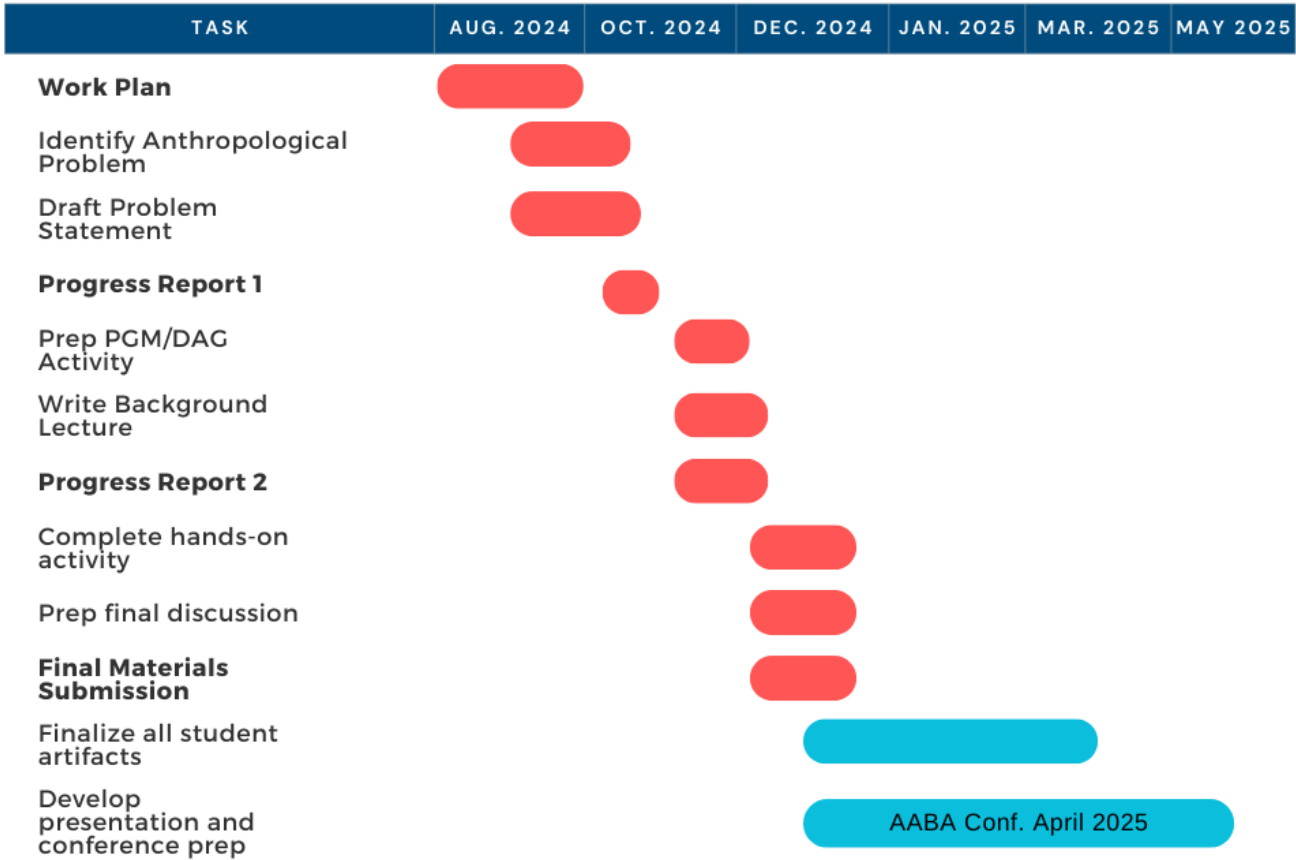 TASK AUG. 2024 OCT. 2024 DEC. 2024 JAN. 2025 MAR. 2025 MAY 2025
Work Plan
Identify Anthropological
Problem
Draft Problem
Statement
Progress Report 1
Prep PGM/DAG
Activity
Write Background
Lecture
Progress Report 2
Complete hands-on
activity
Prep final discussion
Final Materials
Submission
Finalize all student
artifacts
Develop
presentation and
conference prep
AABA Conf. April 2025